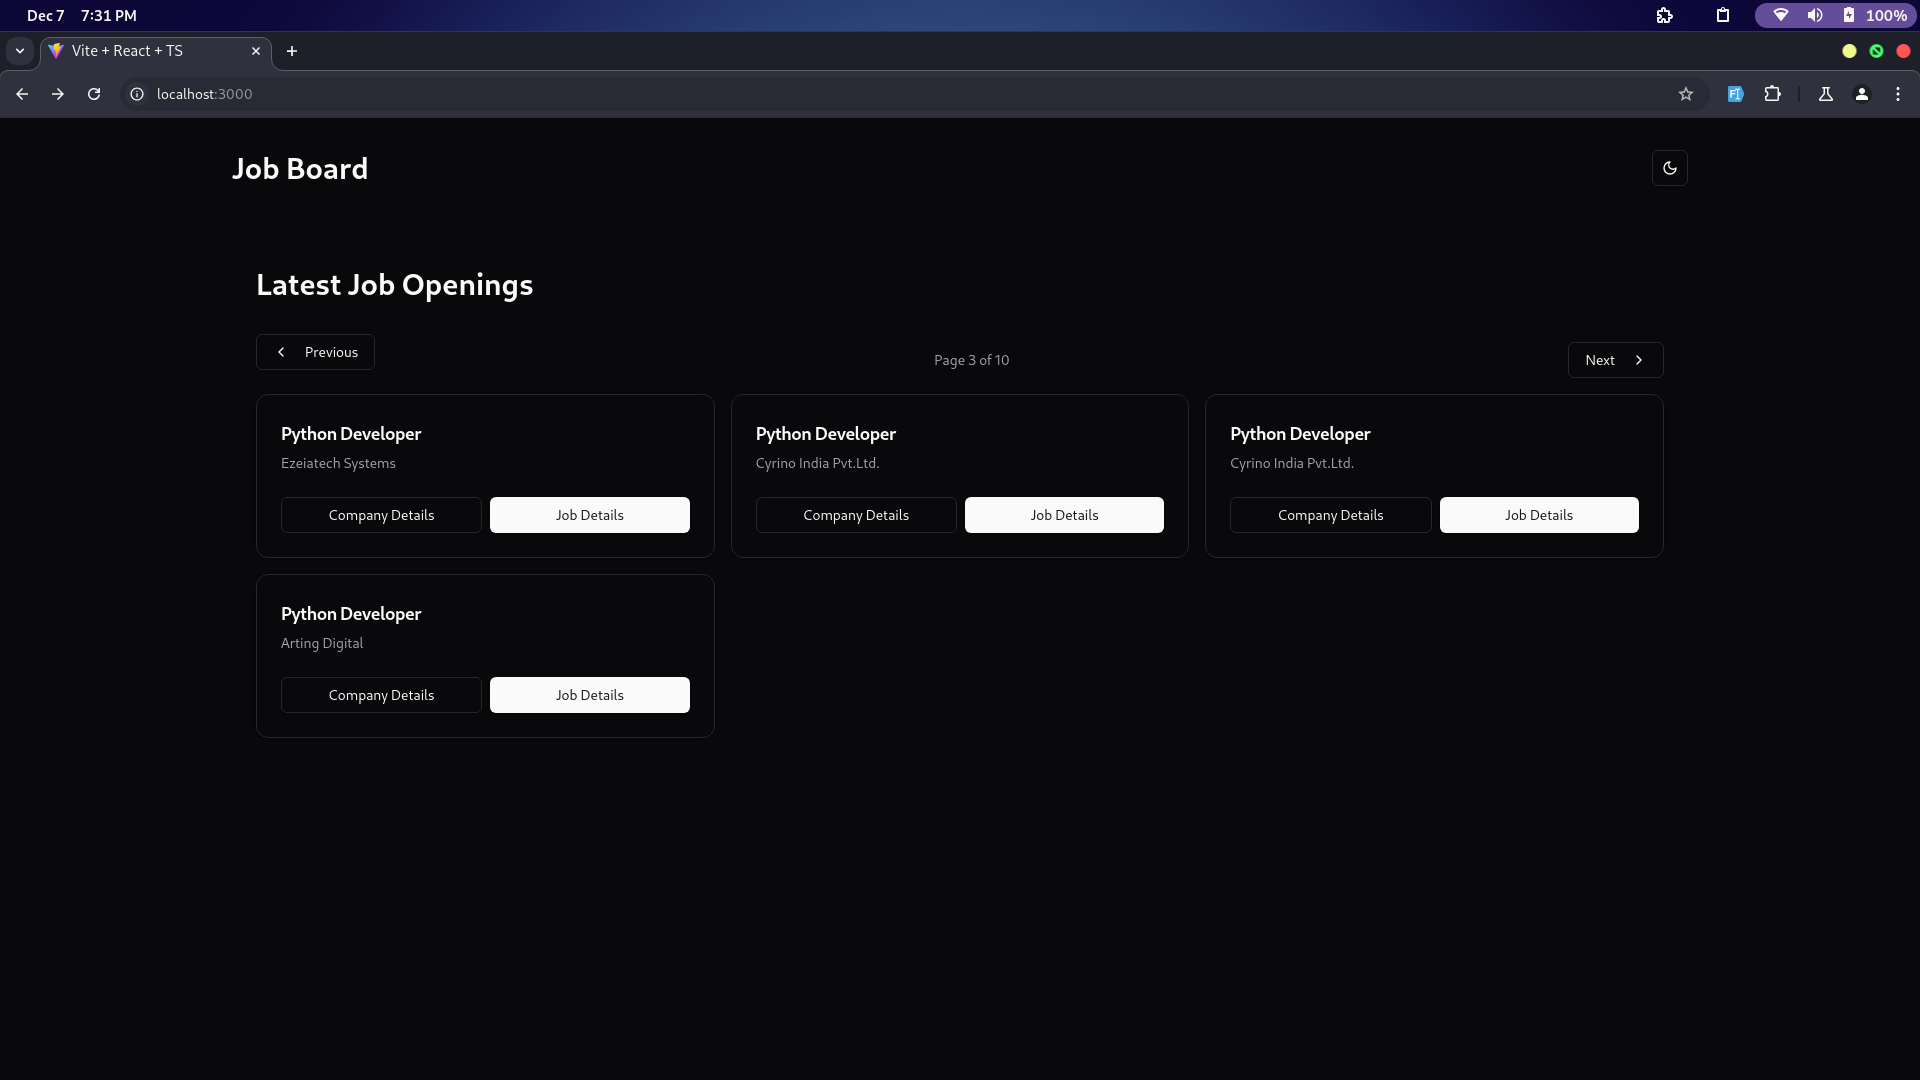 Dec 7 7:31 PM 100%
Vite + React + TS
localhost:3000
Job Board
Latest Job Openings
Previous Page 3 of 10 Next
Python Developer
Ezeiatech Systems
Company Details Job Details
Python Developer
Cyrino India Pvt.Ltd.
Company Details Job Details
Python Developer
Cyrino India Pvt.Ltd.
Company Details Job Details
Python Developer
Arting Digital
Company Details Job Details